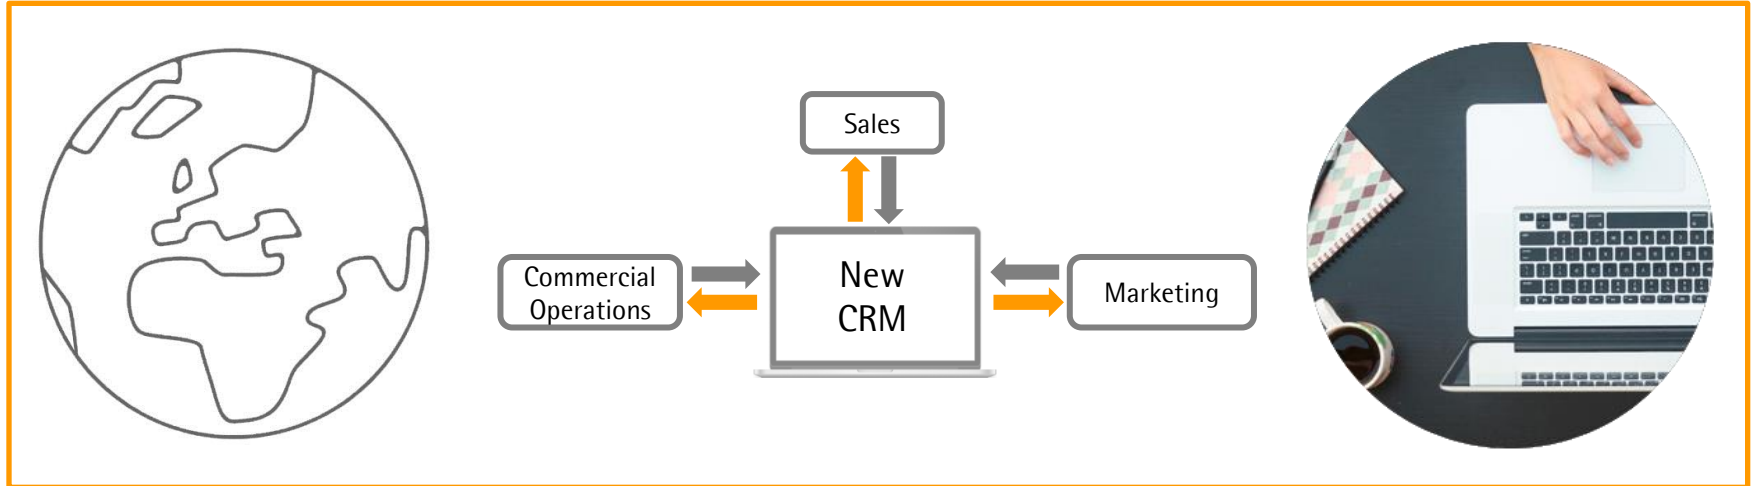 Sales
Commercial
Operations
New
CRM
Marketing